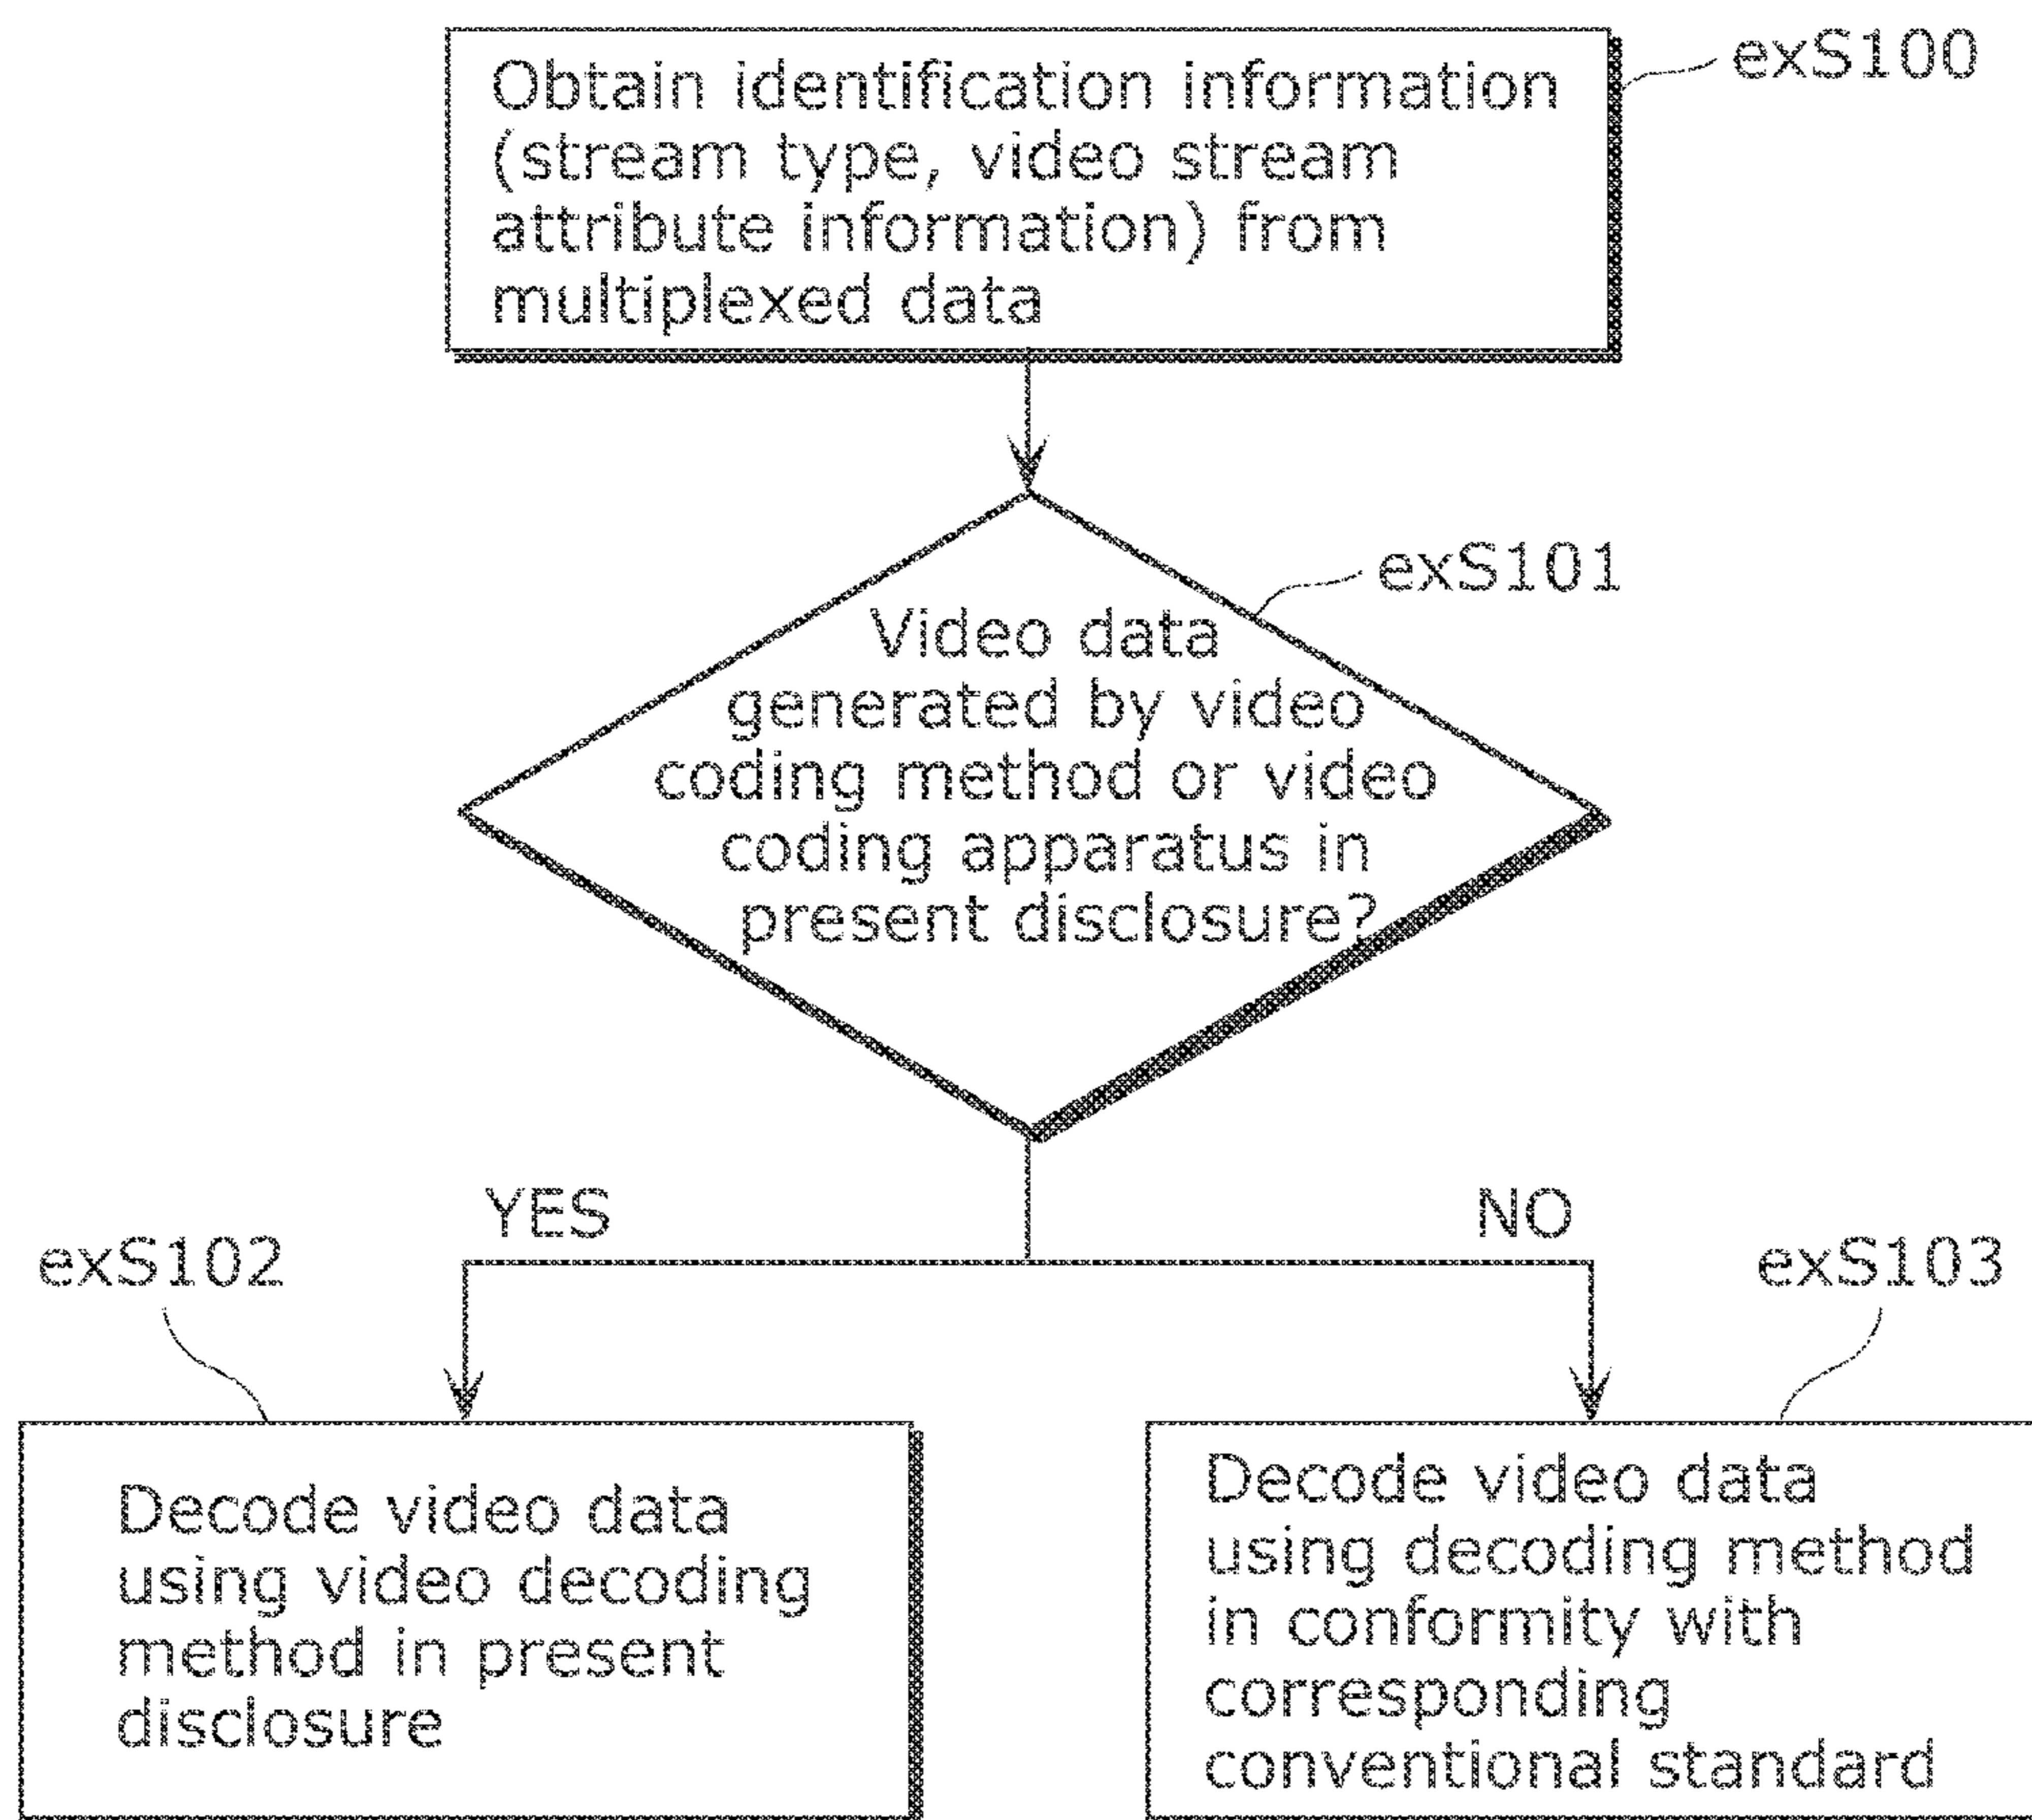 Obtain identification information
(stream type, video stream
attribute information) from
multiplexed data
exS100
exS101
Video data
generated by video
coding method or video
coding apparatus in
present disclosure?
YES
NO
exS102
exS103
Decode video data
using video decoding
method in present
disclosure
Decode video data
using decoding method
in conformity with
corresponding
conventional standard